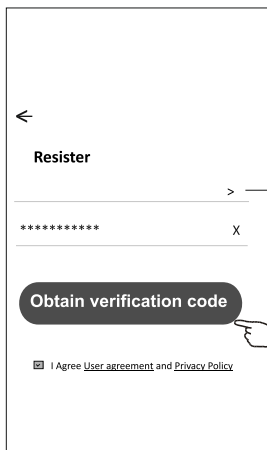 ←
Resister
>
*********** X
Obtain verification code
I Agree User agreement and Privacy Policy